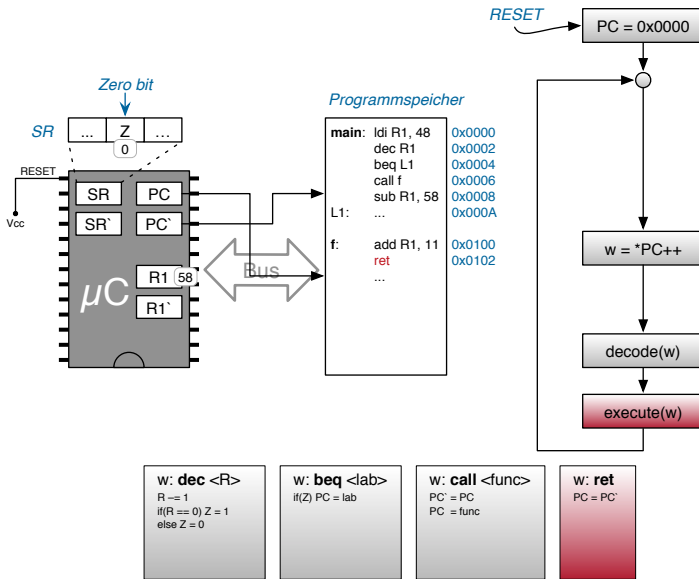 RESET
PC = 0x0000
Zero bit
Programmspeicher
SR
... Z ...
0
RESET
Vcc
SR PC
SR` PC`
R1 58
R1`
µC
Bus
main: ldi R1, 48 0x0000
dec R1 0x0002
beq L1 0x0004
call f 0x0006
sub R1, 58 0x0008
L1: ... 0x000A
f: add R1, 11 0x0100
ret 0x0102
...
w = *PC++
decode(w)
execute(w)
w: dec <R>
R −= 1
if(R == 0) Z = 1
else Z = 0
w: beq <lab>
if(Z) PC = lab
w: call <func>
PC` = PC
PC = func
w: ret
PC = PC`